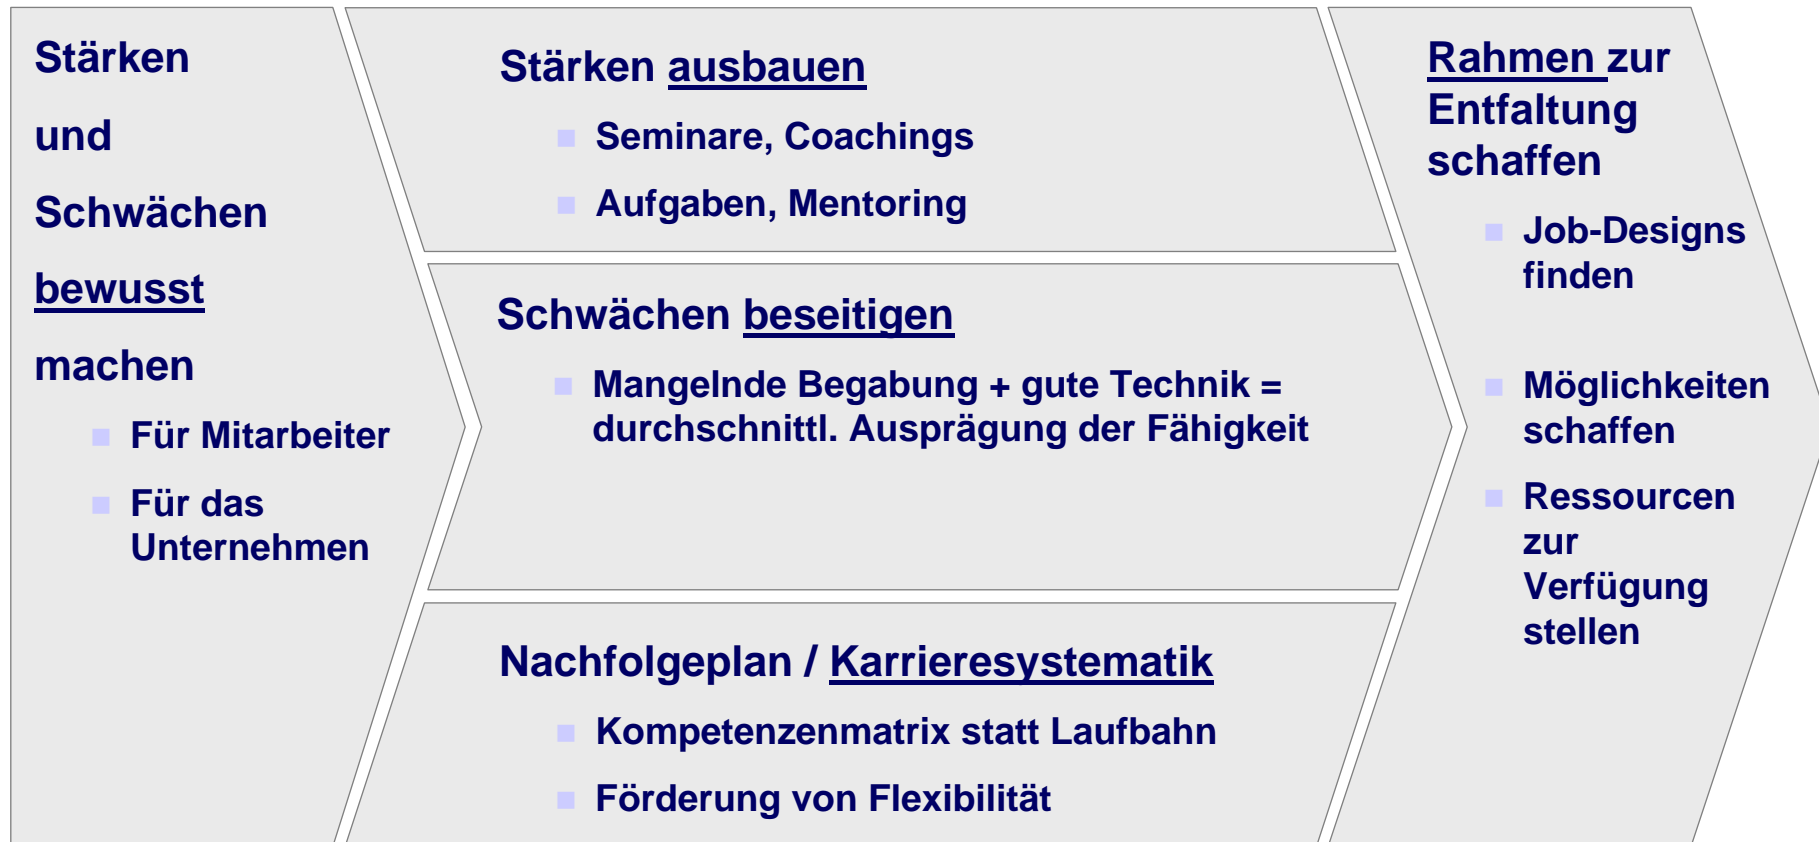 Stärken
und
Schwächen
bewusst
machen
Für Mitarbeiter
Für das
Unternehmen
Stärken ausbauen
Seminare, Coachings
Aufgaben, Mentoring
Schwächen beseitigen
Mangelnde Begabung + gute Technik =
durchschnittl. Ausprägung der Fähigkeit
Nachfolgeplan / Karrieresystematik
Kompetenzenmatrix statt Laufbahn
Förderung von Flexibilität
Rahmen zur
Entfaltung
schaffen
Job-Designs
finden
Möglichkeiten
schaffen
Ressourcen
zur
Verfügung
stellen